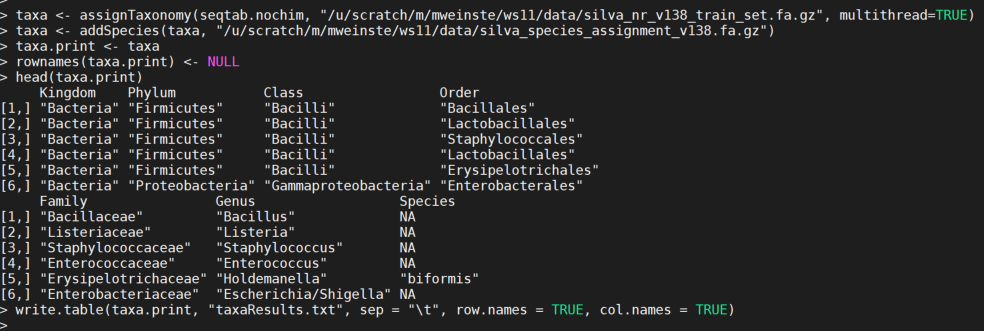 > taxa <- assignTaxonomy(seqtab.nochim, "/u/scratch/m/mweinste/ws11/data/silva_nr_v138_train_set.fa.gz", multithread=TRUE)
> taxa <- addSpecies(taxa, "/u/scratch/m/mweinste/ws11/data/silva_species_assignment_v138.fa.gz")
> taxa.print <- taxa
> rownames(taxa.print) <- NULL
> head(taxa.print)
     Kingdom    Phylum           Class                 Order
[1,] "Bacteria" "Firmicutes"     "Bacilli"             "Bacillales"
[2,] "Bacteria" "Firmicutes"     "Bacilli"             "Lactobacillales"
[3,] "Bacteria" "Firmicutes"     "Bacilli"             "Staphylococcales"
[4,] "Bacteria" "Firmicutes"     "Bacilli"             "Lactobacillales"
[5,] "Bacteria" "Firmicutes"     "Bacilli"             "Erysipelotrichales"
[6,] "Bacteria" "Proteobacteria" "Gammaproteobacteria" "Enterobacterales"
     Family                Genus                  Species
[1,] "Bacillaceae"         "Bacillus"             NA
[2,] "Listeriaceae"        "Listeria"             NA
[3,] "Staphylococcaceae"   "Staphylococcus"       NA
[4,] "Enterococcaceae"     "Enterococcus"         NA
[5,] "Erysipelotrichaceae" "Holdemanella"         "biformis"
[6,] "Enterobacteriaceae"  "Escherichia/Shigella" NA
> write.table(taxa.print, "taxaResults.txt", sep = "\t", row.names = TRUE, col.names = TRUE)
>